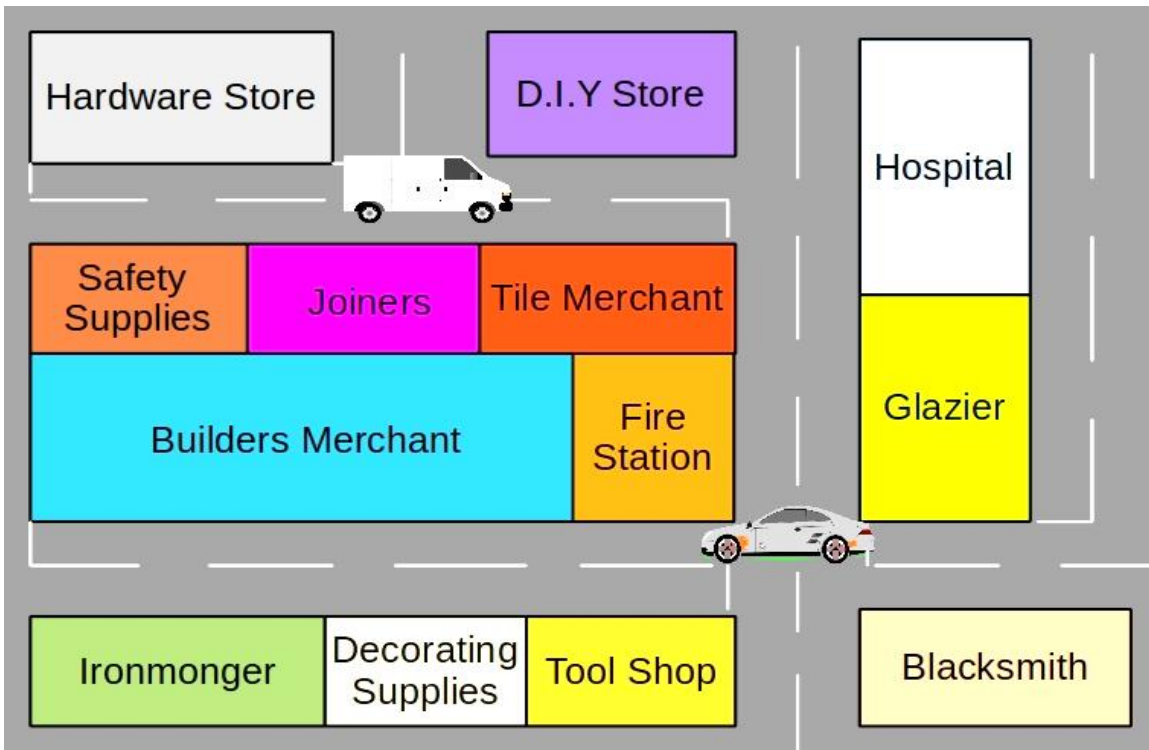 Hardware Store
D.I.Y Store
Hospital
Safety
Supplies
Joiners
Tile Merchant
Builders Merchant
Fire
Station
Glazier
Ironmonger
Decorating
Supplies
Tool Shop
Blacksmith